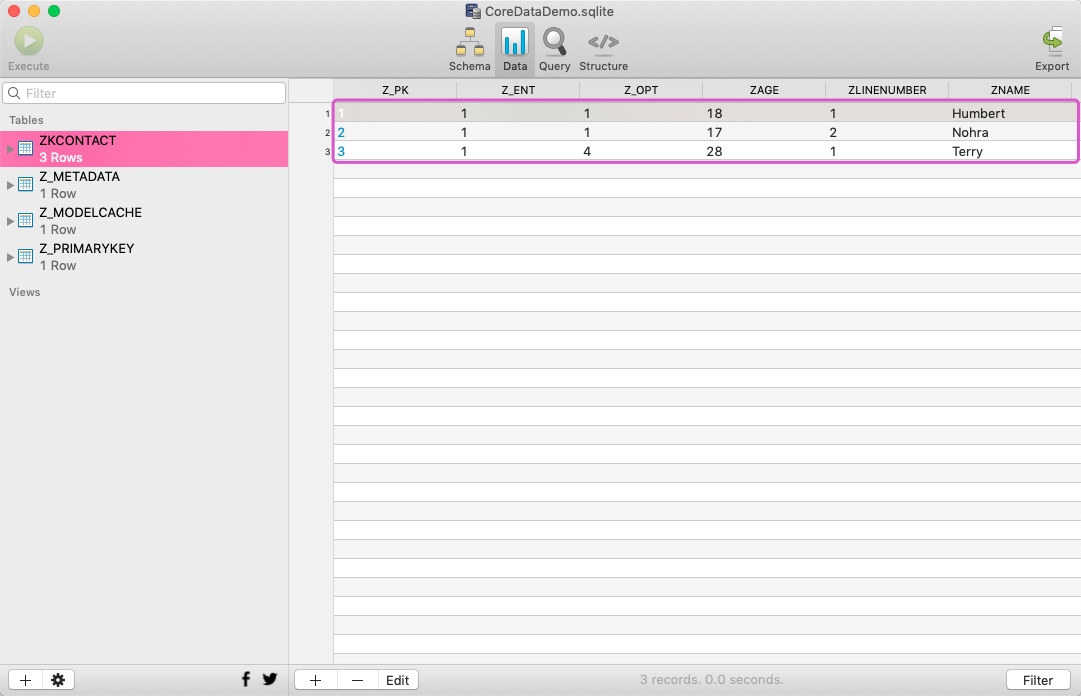 CoreDataDemo.sqlite
Execute
Schema Data Query Structure
Export
Filter
Z_PK Z_ENT Z_OPT ZAGE ZLINENUMBER ZNAME
1 1 1 1 18 1 Humbert
2 2 1 1 17 2 Nohra
3 3 1 4 28 1 Terry
Tables
ZKCONTACT
3 Rows
Z_METADATA
1 Row
Z_MODELCACHE
1 Row
Z_PRIMARYKEY
1 Row
Views
Edit
3 records. 0.0 seconds.
Filter